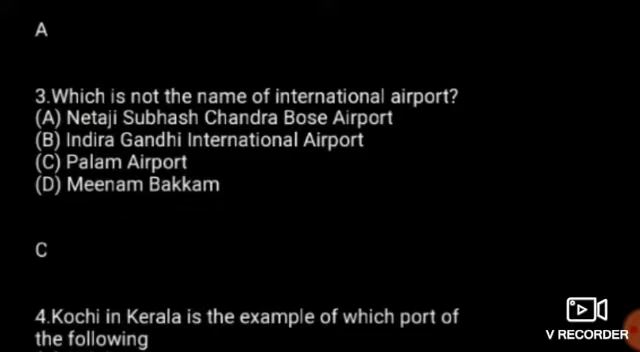 A
3.Which is not the name of international airport?
(A) Netaji Subhash Chandra Bose Airport
(B) Indira Gandhi International Airport
(C) Palam Airport
(D) Meenam Bakkam
C
4.Kochi in Kerala is the example of which port of
the following
V RECORDER